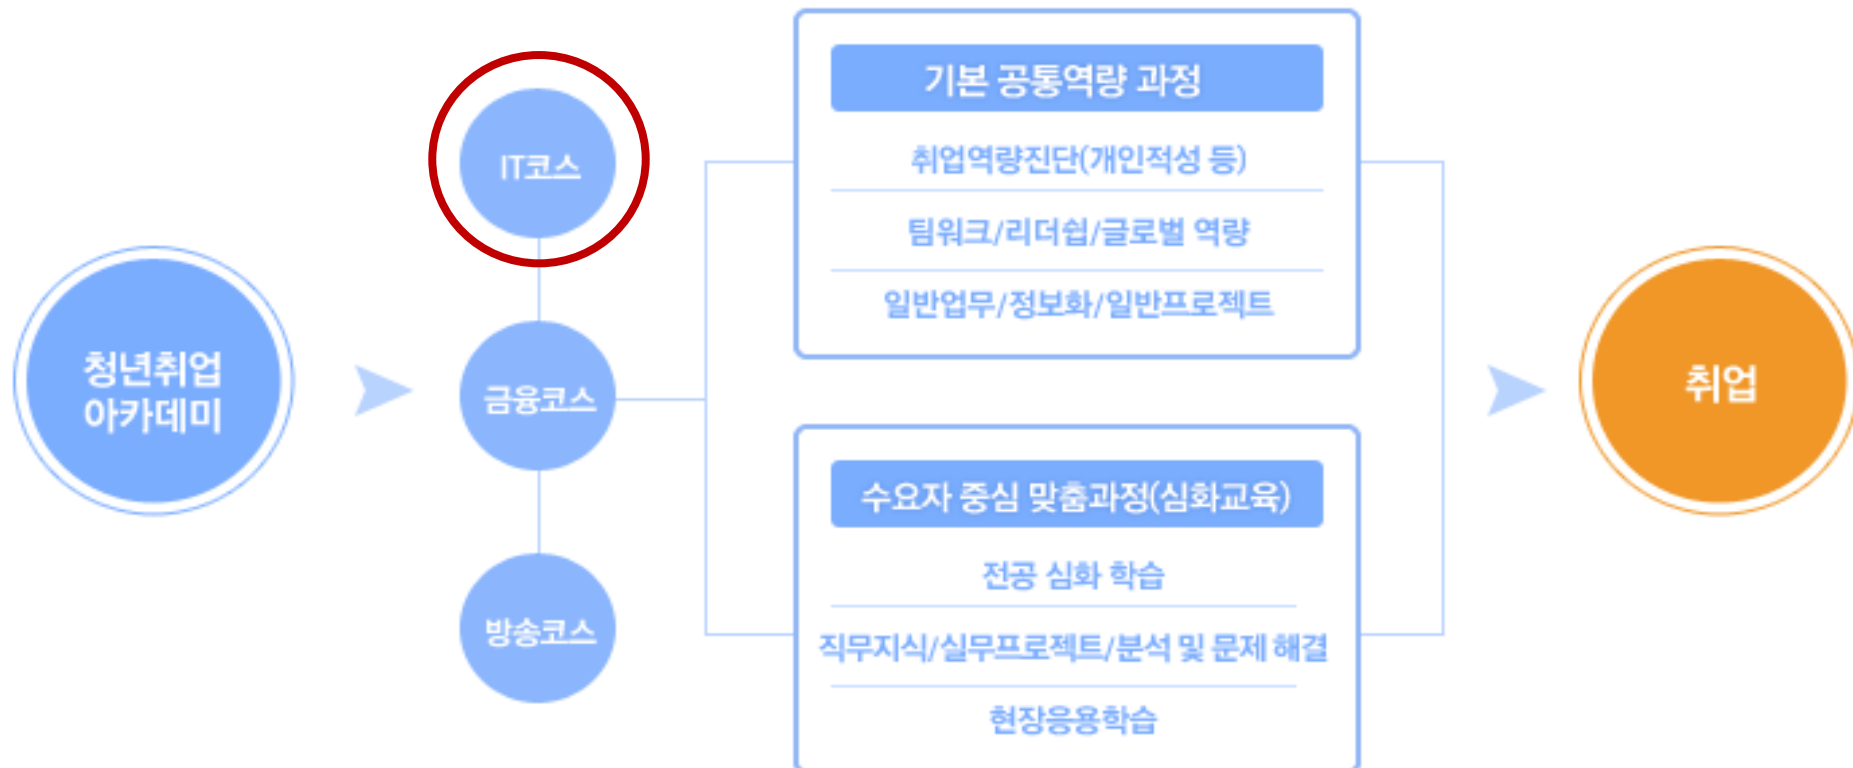 청년취업
아카데미
IT코스
금융코스
방송코스
기본 공통역량 과정
취업역량진단(개인적성 등)
팀워크/리더쉽/글로벌 역량
일반업무/정보화/일반프로젝트
수요자 중심 맞춤과정(심화교육)
전공 심화 학습
직무지식/실무프로젝트/분석 및 문제 해결
현장응용학습
취업